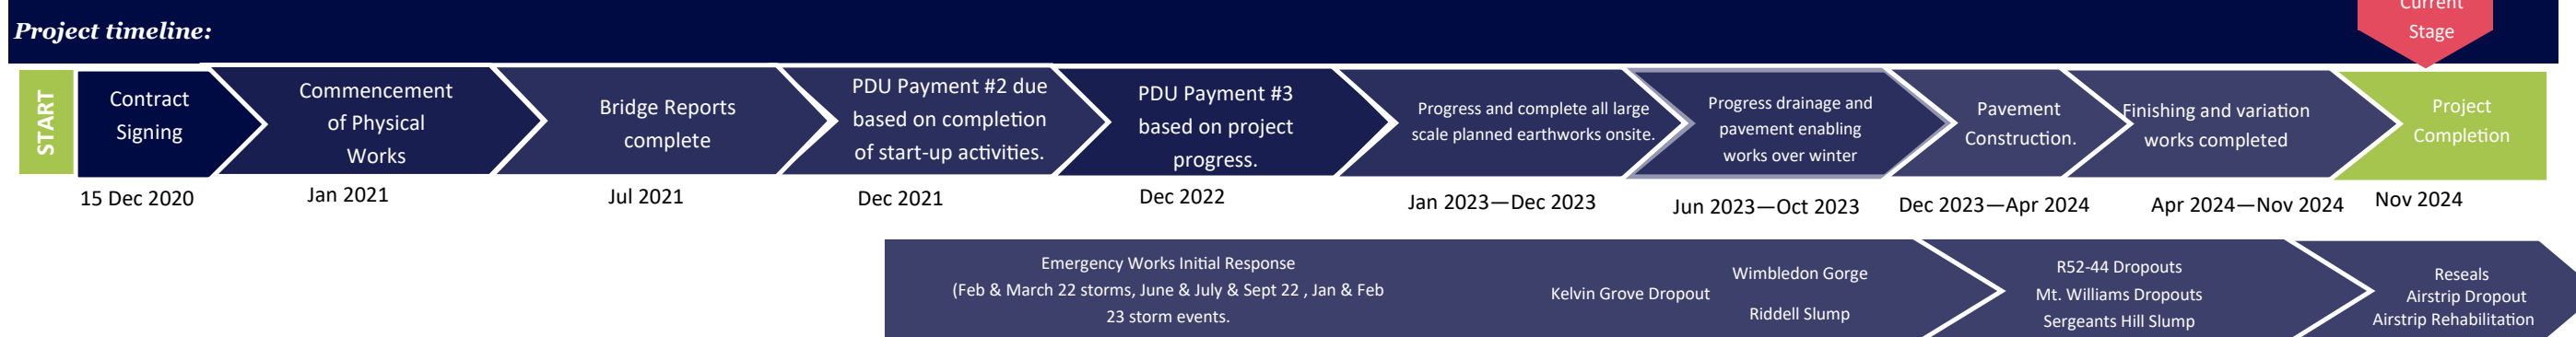 Current
Stage
Project timeline:
START
Contract
Signing
Commencement
of Physical
Works
Bridge Reports
complete
PDU Payment #2 due
based on completion
of start-up activities.
PDU Payment #3
based on project
progress.
Progress and complete all large
scale planned earthworks onsite.
Progress drainage and
pavement enabling
works over winter
Pavement
Construction.
Finishing and variation
works completed
Project
Completion
15 Dec 2020
Jan 2021
Jul 2021
Dec 2021
Dec 2022
Jan 2023—Dec 2023
Jun 2023—Oct 2023
Dec 2023—Apr 2024
Apr 2024—Nov 2024
Nov 2024
Emergency Works Initial Response
(Feb & March 22 storms, June & July & Sept 22 , Jan & Feb
23 storm events.
Kelvin Grove Dropout
Wimbledon Gorge
Riddell Slump
R52-44 Dropouts
Mt. Williams Dropouts
Sergeants Hill Slump
Reseals
Airstrip Dropout
Airstrip Rehabilitation